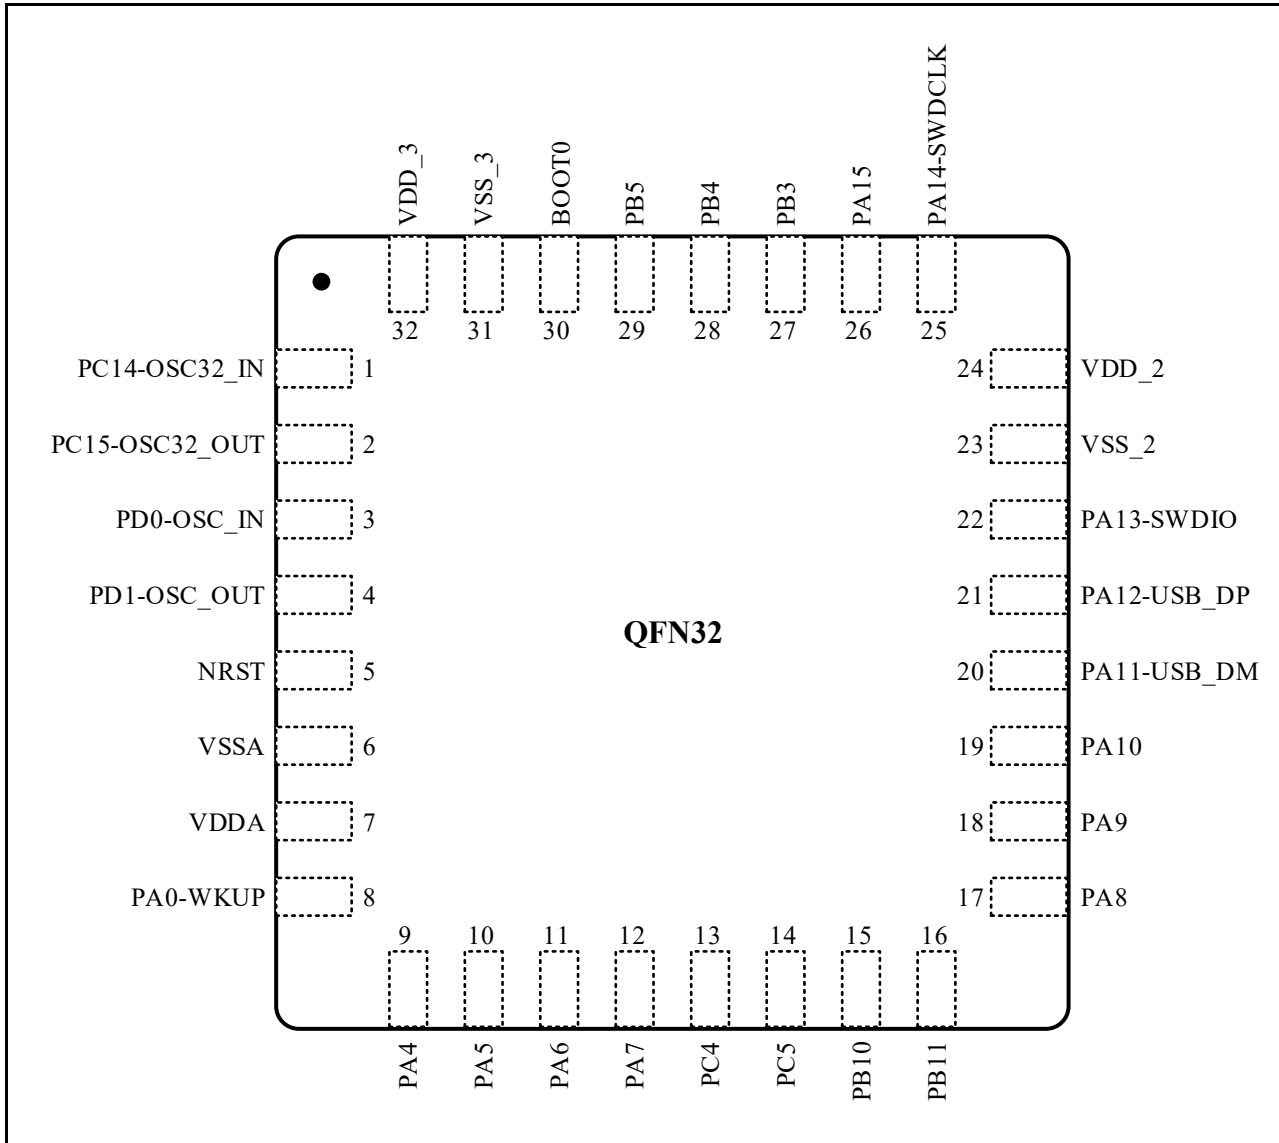 VDD_3
VSS_3
BOOT0
PB5
PB4
PB3
PA15
PA14-SWDCLK
32
31
30
29
28
27
26
25
PC14-OSC32_IN 1
24 VDD_2
PC15-OSC32_OUT 2
23 VSS_2
PD0-OSC_IN 3
22 PA13-SWDIO
PD1-OSC_OUT 4
21 PA12-USB_DP
QFN32
NRST 5
20 PA11-USB_DM
VSSA 6
19 PA10
VDDA 7
18 PA9
PA0-WKUP 8
17 PA8
9
10
11
12
13
14
15
16
PA4
PA5
PA6
PA7
PC4
PC5
PB10
PB11